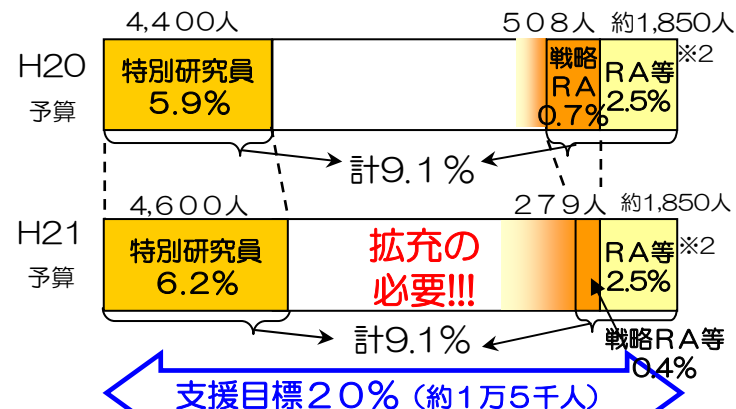 4,400人
508人 約1,850人
H20
予算
特別研究員
5.9%
戦略
RA
0.7%
RA等
2.5%
※2
計9.1%
4,600人
279人 約1,850人
H21
予算
特別研究員
6.2%
拡充の
必要!!!
RA等
2.5%
※2
計9.1%
戦略RA等
0.4%
支援目標20%（約1万5千人）